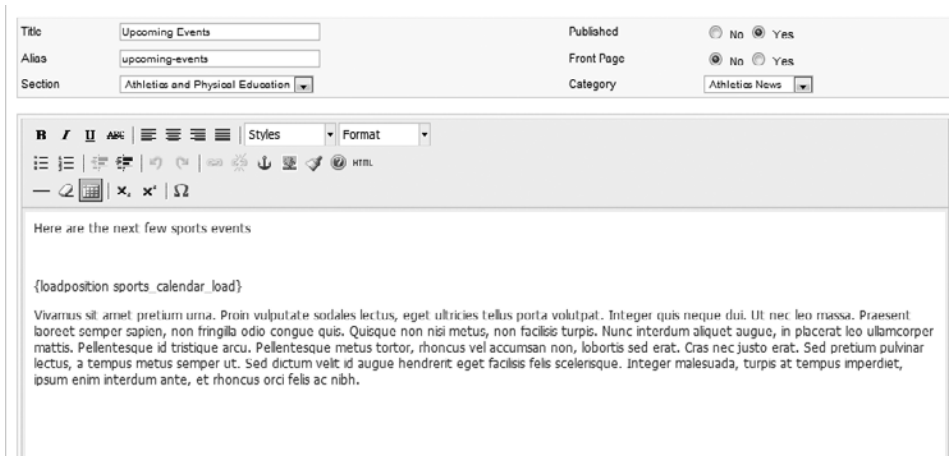 Title Upcoming Events Published No Yes
Alias upcoming-events Front Page No Yes
Section Athletics and Physical Education Category Athletics News
B I U ABC Styles Format
HTML
X₂ X² Ω
Here are the next few sports events
{loadposition sports_calendar_load}
Vivamus sit amet pretium urna. Proin vulputate sodales lectus, eget ultricies tellus porta volutpat. Integer quis neque dui. Ut nec leo massa. Praesent
laoreet semper sapien, non fringilla odio congue quis. Quisque non nisi metus, non facilisis turpis. Nunc interdum aliquet augue, in placerat leo ullamcorper
mattis. Pellentesque id tristique arcu. Pellentesque metus tortor, rhoncus vel accumsan non, lobortis sed erat. Cras nec justo erat. Sed pretium pulvinar
lectus, a tempus metus semper ut. Sed dictum velit id augue hendrerit eget facilisis felis scelerisque. Integer malesuada, turpis at tempus imperdiet,
ipsum enim interdum ante, et rhoncus orci felis ac nibh.